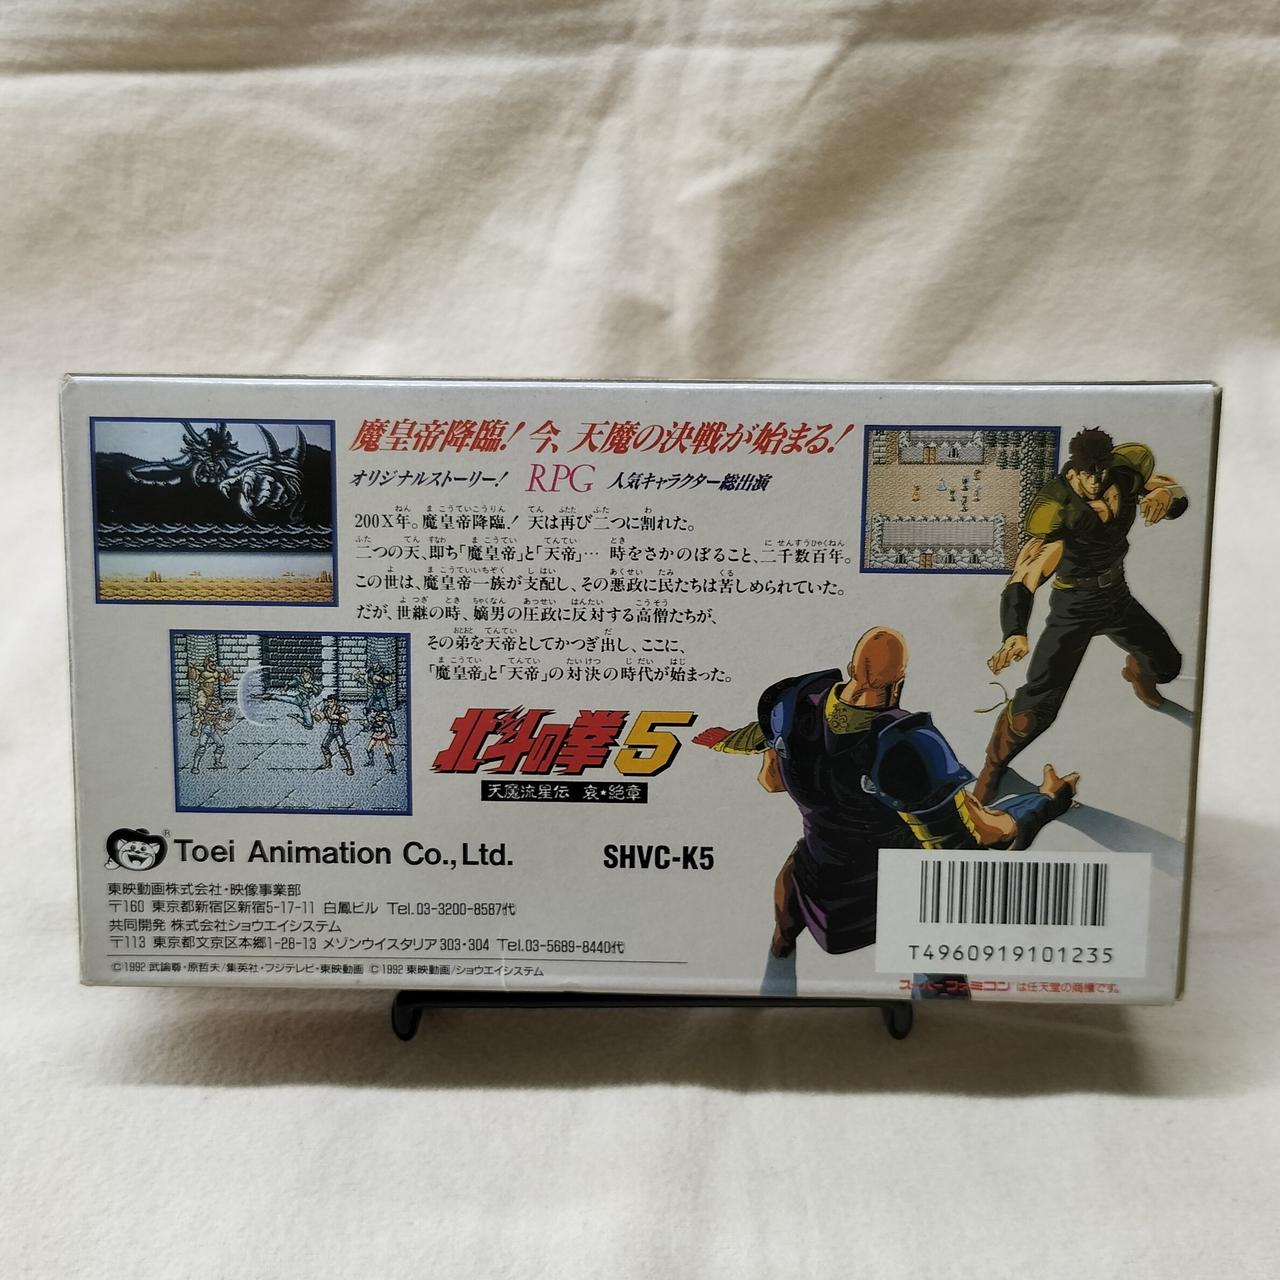 魔皇帝降臨!今、天魔の決戦が始まる!
オリジナルストーリー! RPG 人気キャラクター総出演
200X年。魔皇帝降臨!天は再び二つに割れた。
二つの天、即ち「魔皇帝」と「天帝」… 時をさかのぼること、二千数百年。
この世は、魔皇帝一族が支配し、その悪政に民たちは苦しめられていた。
だが、世継の時、嫡男の圧政に反対する高僧たちが、
その弟を天帝としてかつぎ出し、ここに、
「魔皇帝」と「天帝」の対決の時代が始まった。
北斗の拳5
天魔流星伝 哀★絶章
® Toei Animation Co.,Ltd. SHVC-K5
東映動画株式会社・映像事業部
〒160 東京都新宿区新宿5-17-11 白鳳ビル Tel.03-3200-8587代
共同開発 株式会社ショウエイシステム
〒113 東京都文京区本郷1-28-13 メゾンウイスタリア303・304 Tel.03-5689-8440代
©1992 武論尊・原哲夫/集英社・フジテレビ・東映動画 ©1992 東映動画/ショウエイシステム
T4960919101235
スーパーファミコンは任天堂の商標です。